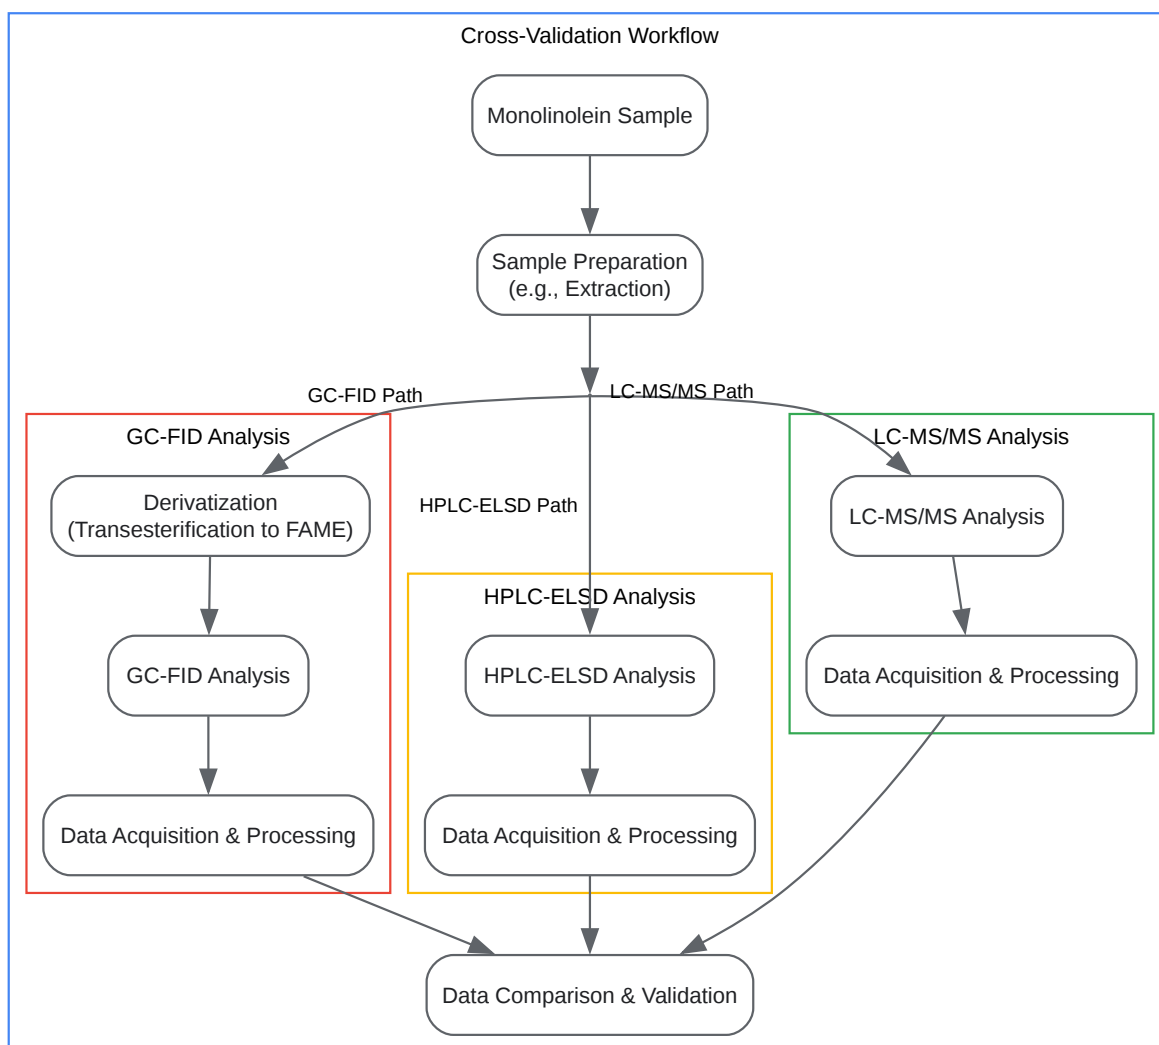 Cross-Validation Workflow
Monolinolein Sample
Sample Preparation
(e.g., Extraction)
GC-FID Path
LC-MS/MS Path
HPLC-ELSD Path
GC-FID Analysis
Derivatization
(Transesterification to FAME)
GC-FID Analysis
Data Acquisition & Processing
HPLC-ELSD Analysis
HPLC-ELSD Analysis
Data Acquisition & Processing
LC-MS/MS Analysis
LC-MS/MS Analysis
Data Acquisition & Processing
Data Comparison & Validation